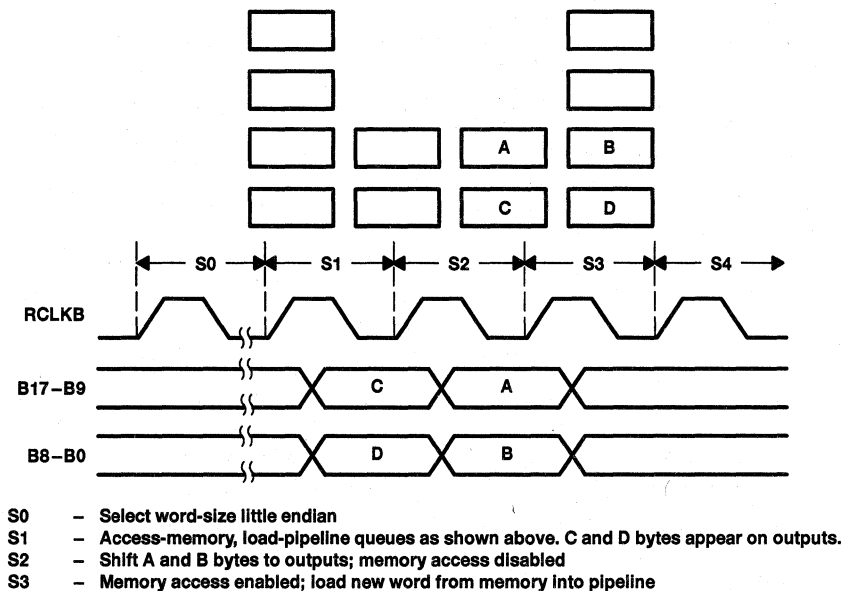 A B
C D
S0 S1 S2 S3 S4
RCLKB
B17–B9 C A
B8–B0 D B
S0 – Select word-size little endian
S1 – Access-memory, load-pipeline queues as shown above. C and D bytes appear on outputs.
S2 – Shift A and B bytes to outputs; memory access disabled
S3 – Memory access enabled; load new word from memory into pipeline